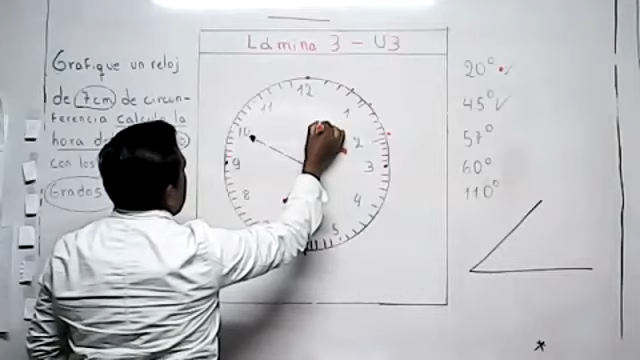 Lámina 3 - U3
Grafique un reloj
de 7cm de circun-
ferencia calcule la
hora de
con los
Grados
12
1
2
3
4
5
8
9
10
11
20°
45°
57°
60°
110°